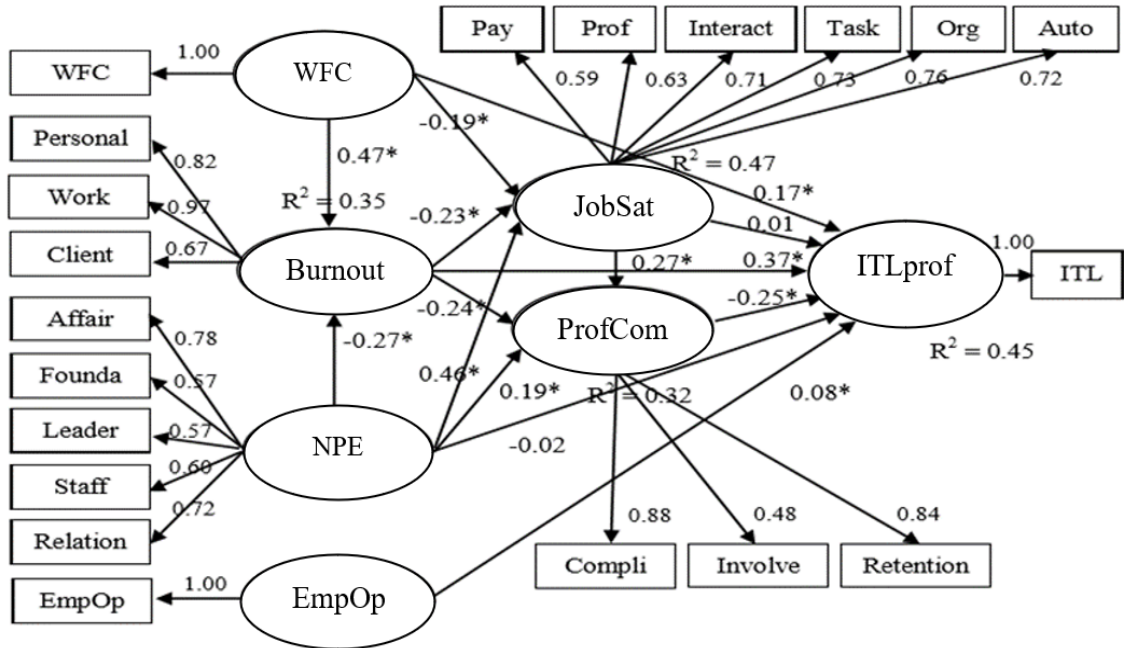 Pay Prof Interact Task Org Auto
WFC 1.00 WFC
0.59 0.63 0.71 0.73 0.76 0.72
Personal
0.82
-0.19*
0.47*
R² = 0.47
Work
0.97
R² = 0.35
-0.23*
JobSat
0.17*
0.01
Client
0.67
Burnout
0.27*
0.37*
ITLprof
1.00
ITL
Affair
0.78
-0.24*
ProfCom
-0.25*
R² = 0.45
Founda
0.57
-0.27*
0.46*
0.19*
R² = 0.32
0.08*
Leader
0.57
NPE
-0.02
Staff
0.60
Relation
0.72
0.88 0.48 0.84
Compli Involve Retention
EmpOp 1.00 EmpOp